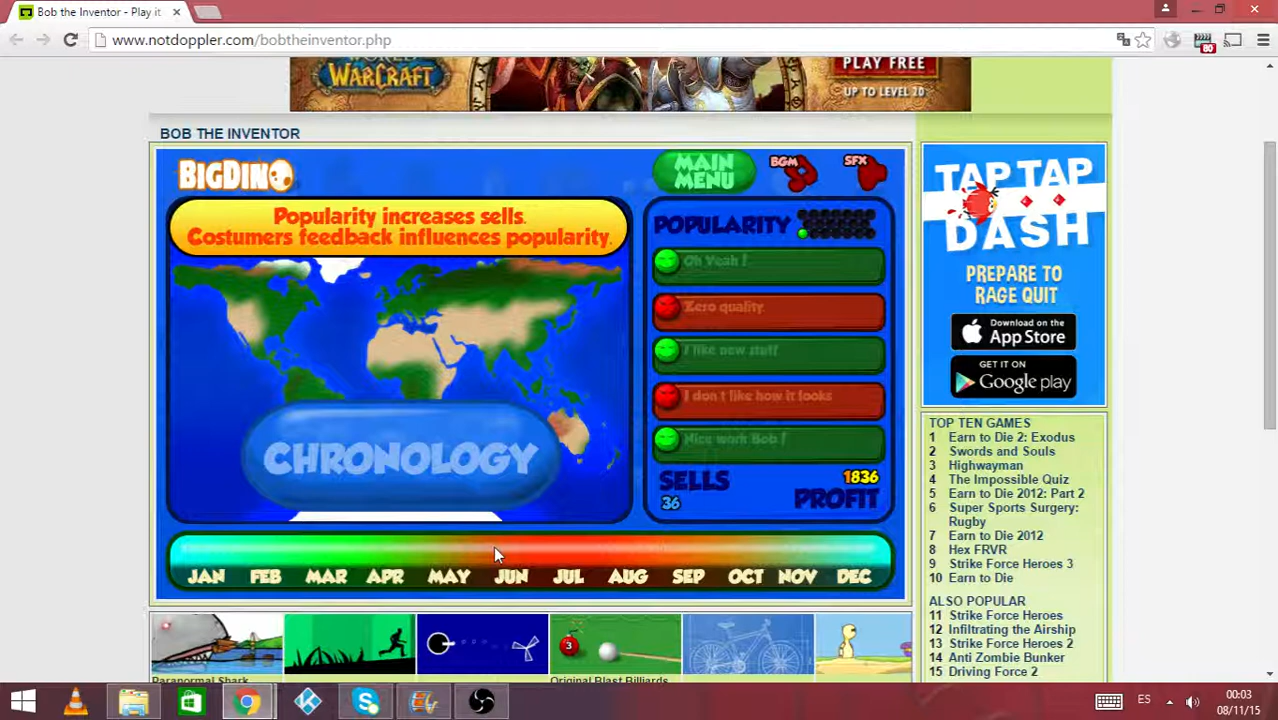 Bob the Inventor - Play it
www.notdoppler.com/bobtheinventor.php
80
WORLD
WARCRAFT
PLAY FREE
UP TO LEVEL 20
BOB THE INVENTOR
BIGDINO
MAIN MENU
BGM
SFX
Popularity increases sells.
Costumers feedback influences popularity.
POPULARITY
Oh Yeah !
Zero quality
I like new stuff
I don t like how it looks
Nice work Bob !
SELLS
36
1836
PROFIT
CHRONOLOGY
JAN FEB MAR APR MAY JUN JUL AUG SEP OCT NOV DEC
TAP TAP
DASH
PREPARE TO
RAGE QUIT
Download on the
App Store
GET IT ON
Google play
TOP TEN GAMES
1 Earn to Die 2: Exodus
2 Swords and Souls
3 Highwayman
4 The Impossible Quiz
5 Earn to Die 2012: Part 2
6 Super Sports Surgery:
Rugby
7 Earn to Die 2012
8 Hex FRVR
9 Strike Force Heroes 3
10 Earn to Die
ALSO POPULAR
11 Strike Force Heroes
12 Infiltrating the Airship
13 Strike Force Heroes 2
14 Anti Zombie Bunker
15 Driving Force 2
3
Paranormal Shark
Original Blast Billiards
ES
00:03
08/11/15